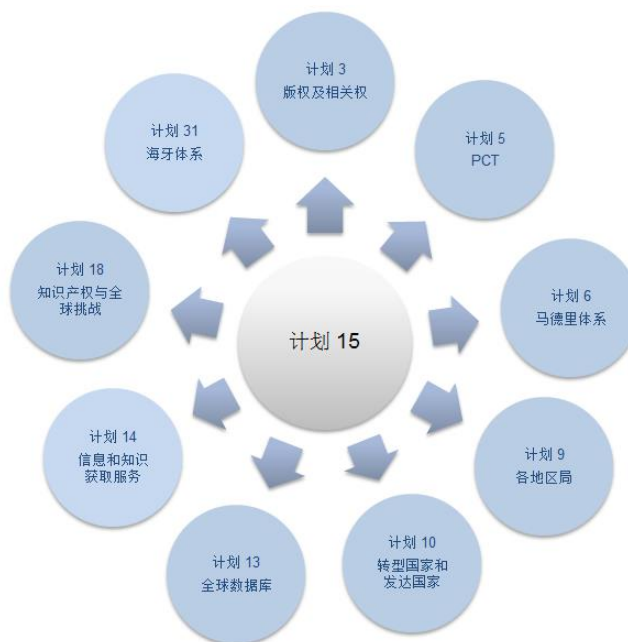 计划 3
版权及相关权
计划 5
PCT
计划 6
马德里体系
计划 9
各地区局
计划 10
转型国家和
发达国家
计划 13
全球数据库
计划 14
信息和知识
获取服务
计划 18
知识产权与全
球挑战
计划 31
海牙体系
计划 15